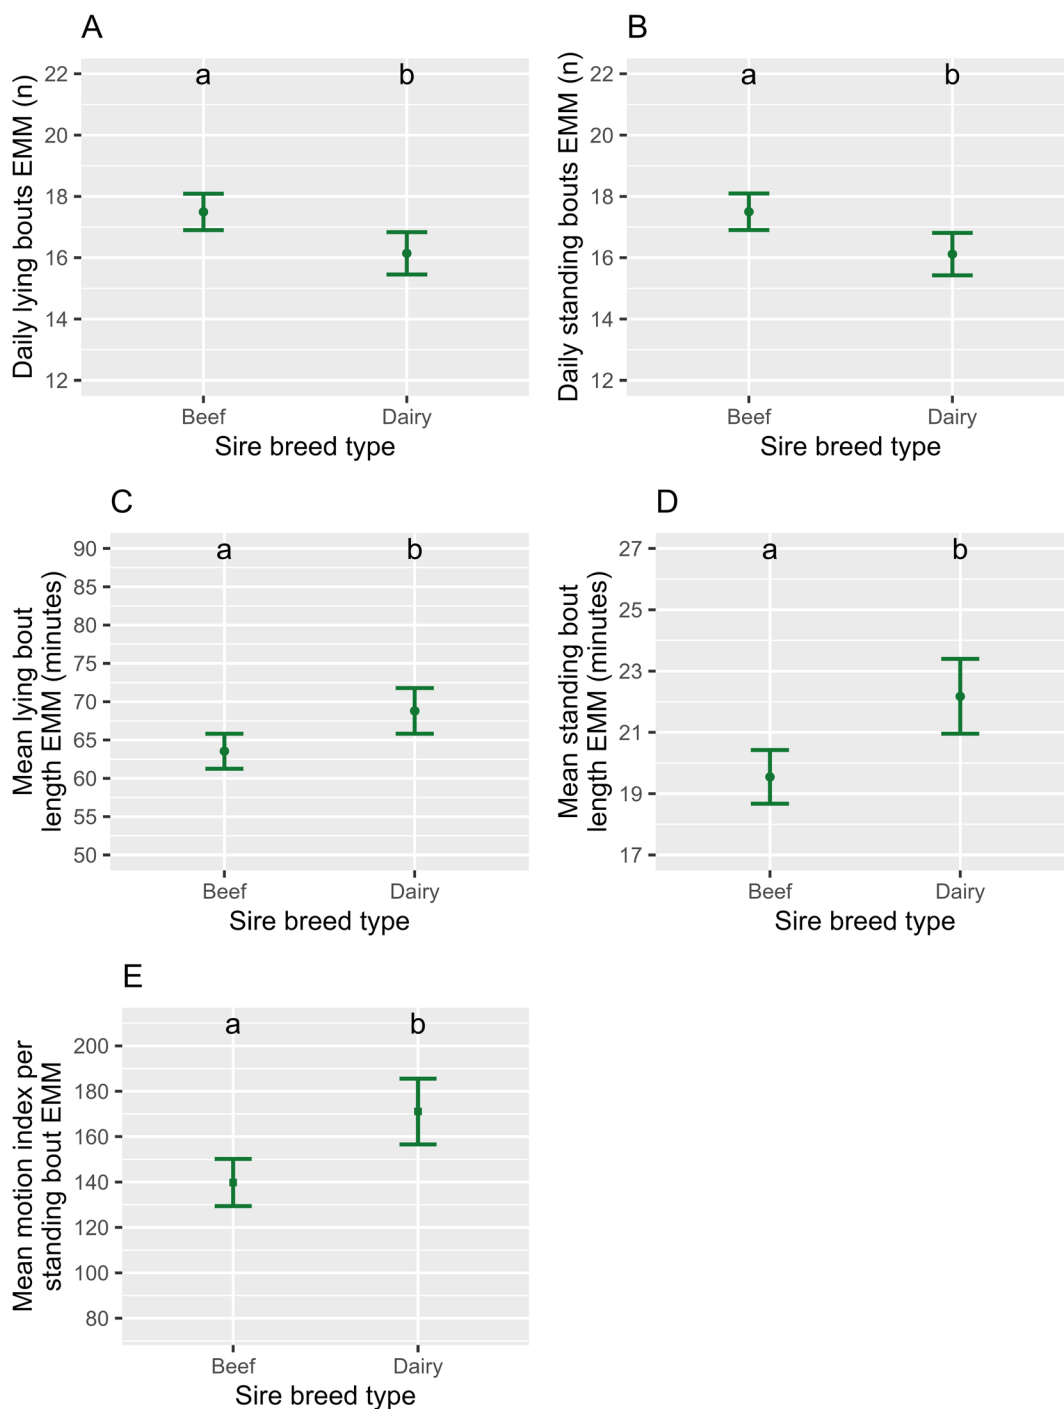 A
Daily lying bouts EMM (n)
22
20
18
16
14
12
a b
Beef Dairy
Sire breed type
B
Daily standing bouts EMM (n)
22
20
18
16
14
12
a b
Beef Dairy
Sire breed type
C
Mean lying bout
length EMM (minutes)
90
85
80
75
70
65
60
55
50
a b
Beef Dairy
Sire breed type
D
Mean standing bout
length EMM (minutes)
27
25
23
21
19
17
a b
Beef Dairy
Sire breed type
E
Mean motion index per
standing bout EMM
200
180
160
140
120
100
80
a b
Beef Dairy
Sire breed type